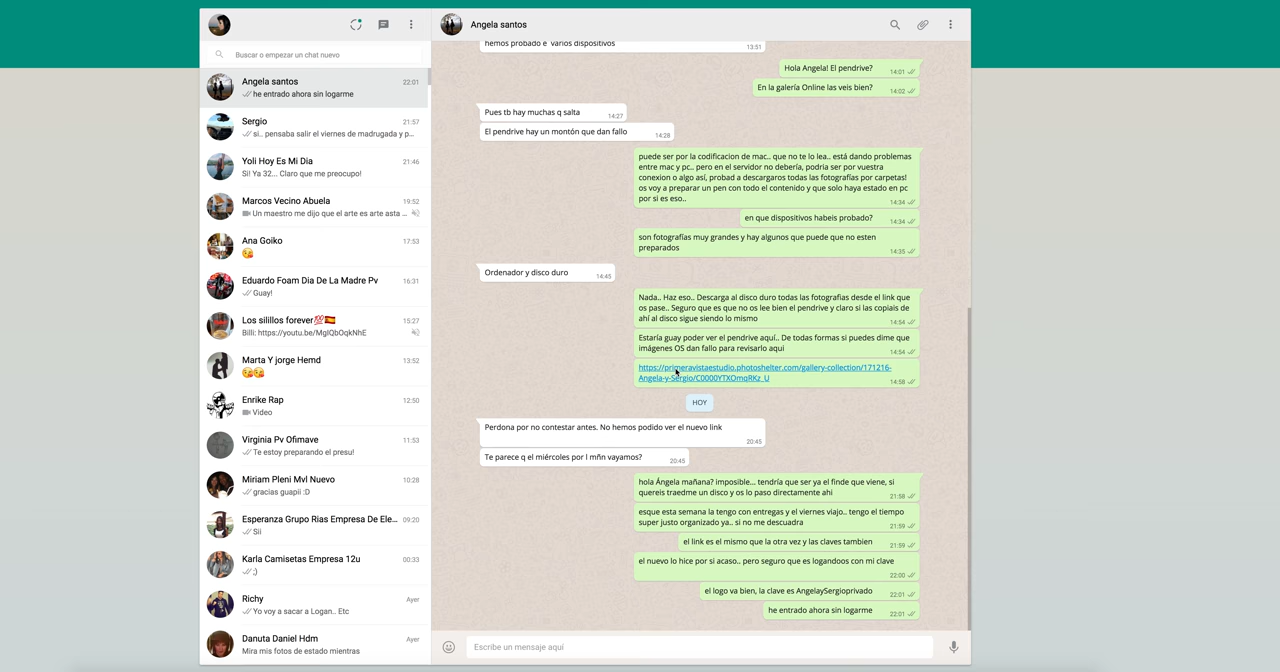 Angela santos
hemos probado e varios dispositivos
13:51
Buscar o empezar un chat nuevo
Angela santos
22:01
he entrado ahora sin logarme
Sergio
21:57
si.. pensaba salir el viernes de madrugada y p...
Yoli Hoy Es Mi Dia
21:46
Si! Ya 32... Claro que me preocupo!
Marcos Vecino Abuela
19:52
Un maestro me dijo que el arte es arte asta ...
Ana Goiko
17:53
😘
Eduardo Foam Dia De La Madre Pv
16:31
Guay!
Los silillos forever💯🇪🇸
15:27
Billi: https://youtu.be/MgIQbOqkNhE
Marta Y jorge Hemd
13:52
😘😘
Enrike Rap
12:50
Video
Virginia Pv Ofimave
11:53
Te estoy preparando el presu!
Miriam Pleni Mvl Nuevo
10:28
gracias guapii :D
Esperanza Grupo Rias Empresa De Ele...
09:20
Sii
Karla Camisetas Empresa 12u
00:33
;)
Richy
Ayer
Yo voy a sacar a Logan.. Etc
Danuta Daniel Hdm
Ayer
Mira mis fotos de estado mientras
Hola Angela! El pendrive?
14:01
En la galería Online las veis bien?
14:02
Pues tb hay muchas q salta
14:27
El pendrive hay un montón que dan fallo
14:28
puede ser por la codificacion de mac.. que no te lo lea.. está dando problemas
entre mac y pc.. pero en el servidor no debería, podria ser por vuestra
conexion o algo así, probad a descargaros todas las fotografías por carpetas!
os voy a preparar un pen con todo el contenido y que solo haya estado en pc
por si es eso..
14:34
en que dispositivos habeis probado?
14:34
son fotografías muy grandes y hay algunos que puede que no esten
preparados
14:35
Ordenador y disco duro
14:45
Nada.. Haz eso.. Descarga al disco duro todas las fotografias desde el link que
os pase.. Seguro que es que no os lee bien el pendrive y claro si las copiais de
ahí al disco sigue siendo lo mismo
14:54
Estaría guay poder ver el pendrive aquí.. De todas formas si puedes dime que
imágenes OS dan fallo para revisarlo aqui
14:54
https://primeravistaestudio.photoshelter.com/gallery-collection/171216-
Angela-y-Sergio/C0000YTXOmqRKz_U
14:58
HOY
Perdona por no contestar antes. No hemos podido ver el nuevo link
20:45
Te parece q el miércoles por l mñn vayamos?
20:45
hola Ángela mañana? imposible... tendría que ser ya el finde que viene, si
quereis traedme un disco y os lo paso directamente ahi
21:58
esque esta semana la tengo con entregas y el viernes viajo.. tengo el tiempo
super justo organizado ya.. si no me descuadra
21:59
el link es el mismo que la otra vez y las claves tambien
21:59
el nuevo lo hice por si acaso.. pero seguro que es logandoos con mi clave
22:00
el logo va bien, la clave es AngelaySergioprivado
22:01
he entrado ahora sin logarme
22:01
Escribe un mensaje aquí